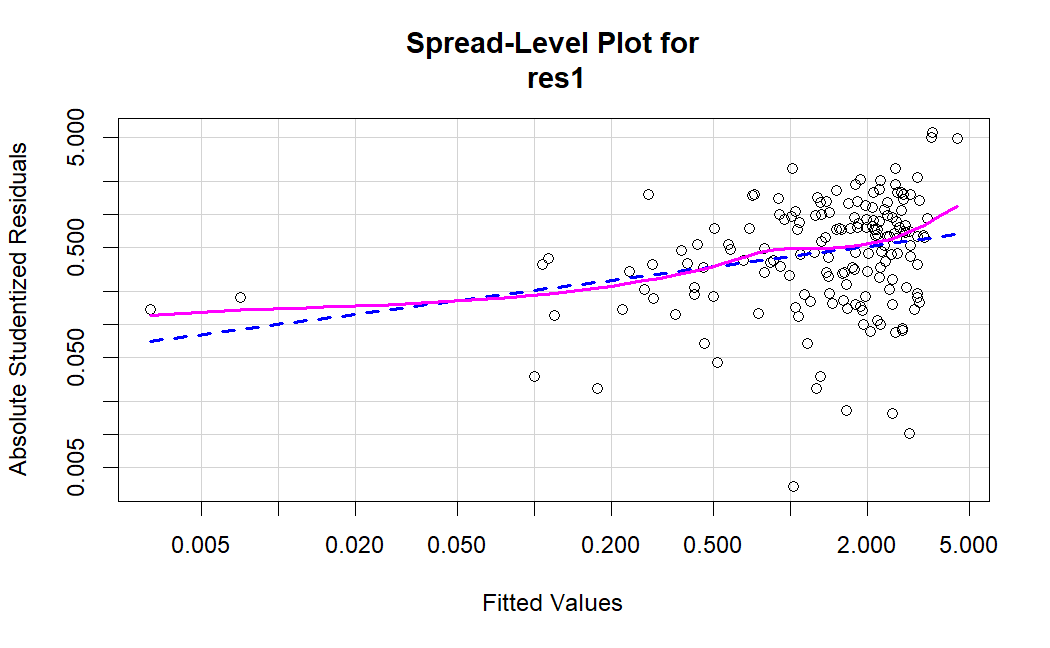 Spread-Level Plot for
res1
Absolute Studentized Residuals
5.000
0.500
0.050
0.005
0.005 0.020 0.050 0.200 0.500 2.000 5.000
Fitted Values